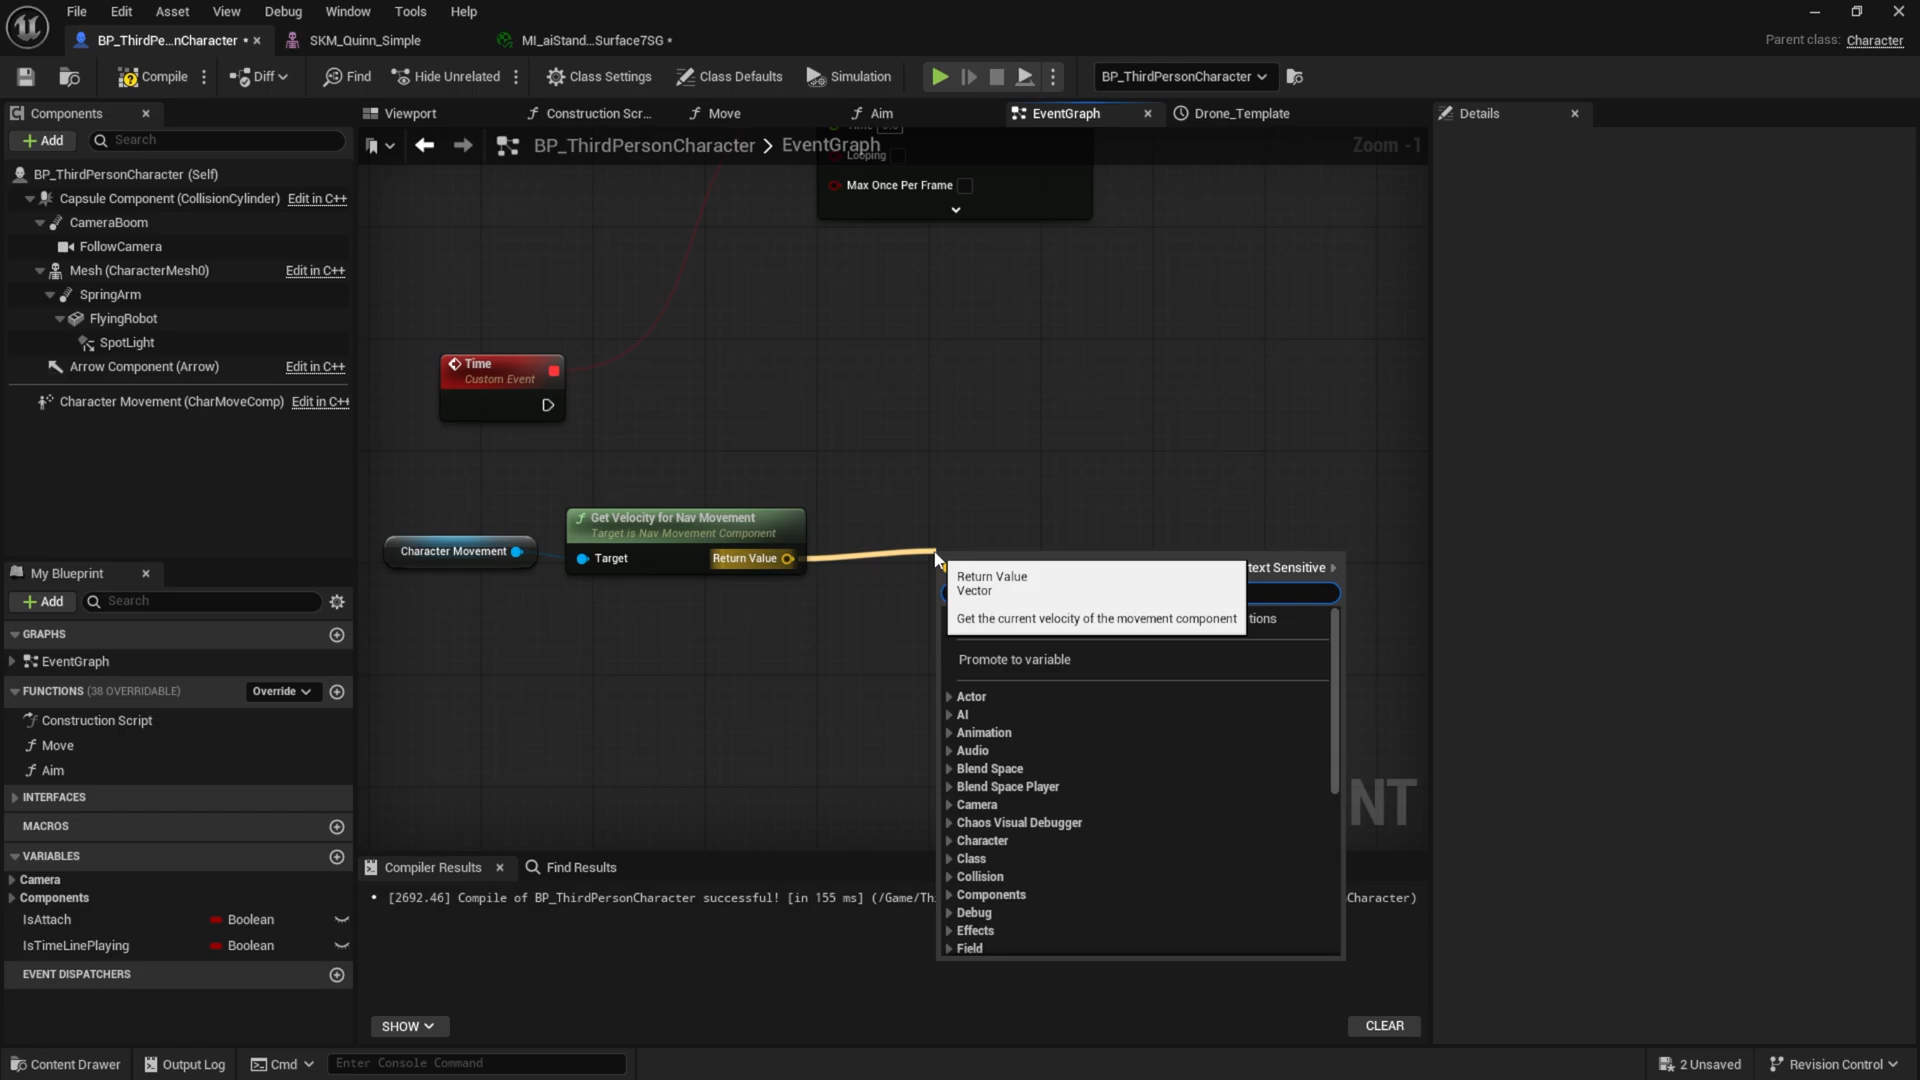 File Edit Asset View Debug Window Tools Help
BP_ThirdPe...nCharacter * SKM_Quinn_Simple MI_aiStand...Surface7SG * Parent class: Character
Compile Diff Find Hide Unrelated Class Settings Class Defaults Simulation BP_ThirdPersonCharacter
Components Viewport Construction Scr... Move Aim EventGraph Drone_Template Details
Add Search BP_ThirdPersonCharacter > EventGraph Zoom -1
Looping
BP_ThirdPersonCharacter (Self)
Max Once Per Frame
Capsule Component (CollisionCylinder) Edit in C++
CameraBoom
FollowCamera
Mesh (CharacterMesh0) Edit in C++
SpringArm
FlyingRobot
SpotLight
Arrow Component (Arrow) Edit in C++
Character Movement (CharMoveComp) Edit in C++
Time
Custom Event
Get Velocity for Nav Movement
Target is Nav Movement Component
Character Movement
Target Return Value
text Sensitive
Return Value
Vector
Get the current velocity of the movement component
tions
Promote to variable
Actor
AI
Animation
Audio
Blend Space
Blend Space Player
Camera
Chaos Visual Debugger
Character
Class
Collision
Components
Debug
Effects
Field
NT
My Blueprint
Add Search
GRAPHS
EventGraph
FUNCTIONS (38 OVERRIDABLE) Override
Construction Script
Move
Aim
INTERFACES
MACROS
VARIABLES
Camera
Components
IsAttach Boolean
IsTimeLinePlaying Boolean
EVENT DISPATCHERS
Compiler Results Find Results
[2692.46] Compile of BP_ThirdPersonCharacter successful! [in 155 ms] (/Game/Th Character)
SHOW CLEAR
Content Drawer Output Log Cmd Enter Console Command 2 Unsaved Revision Control